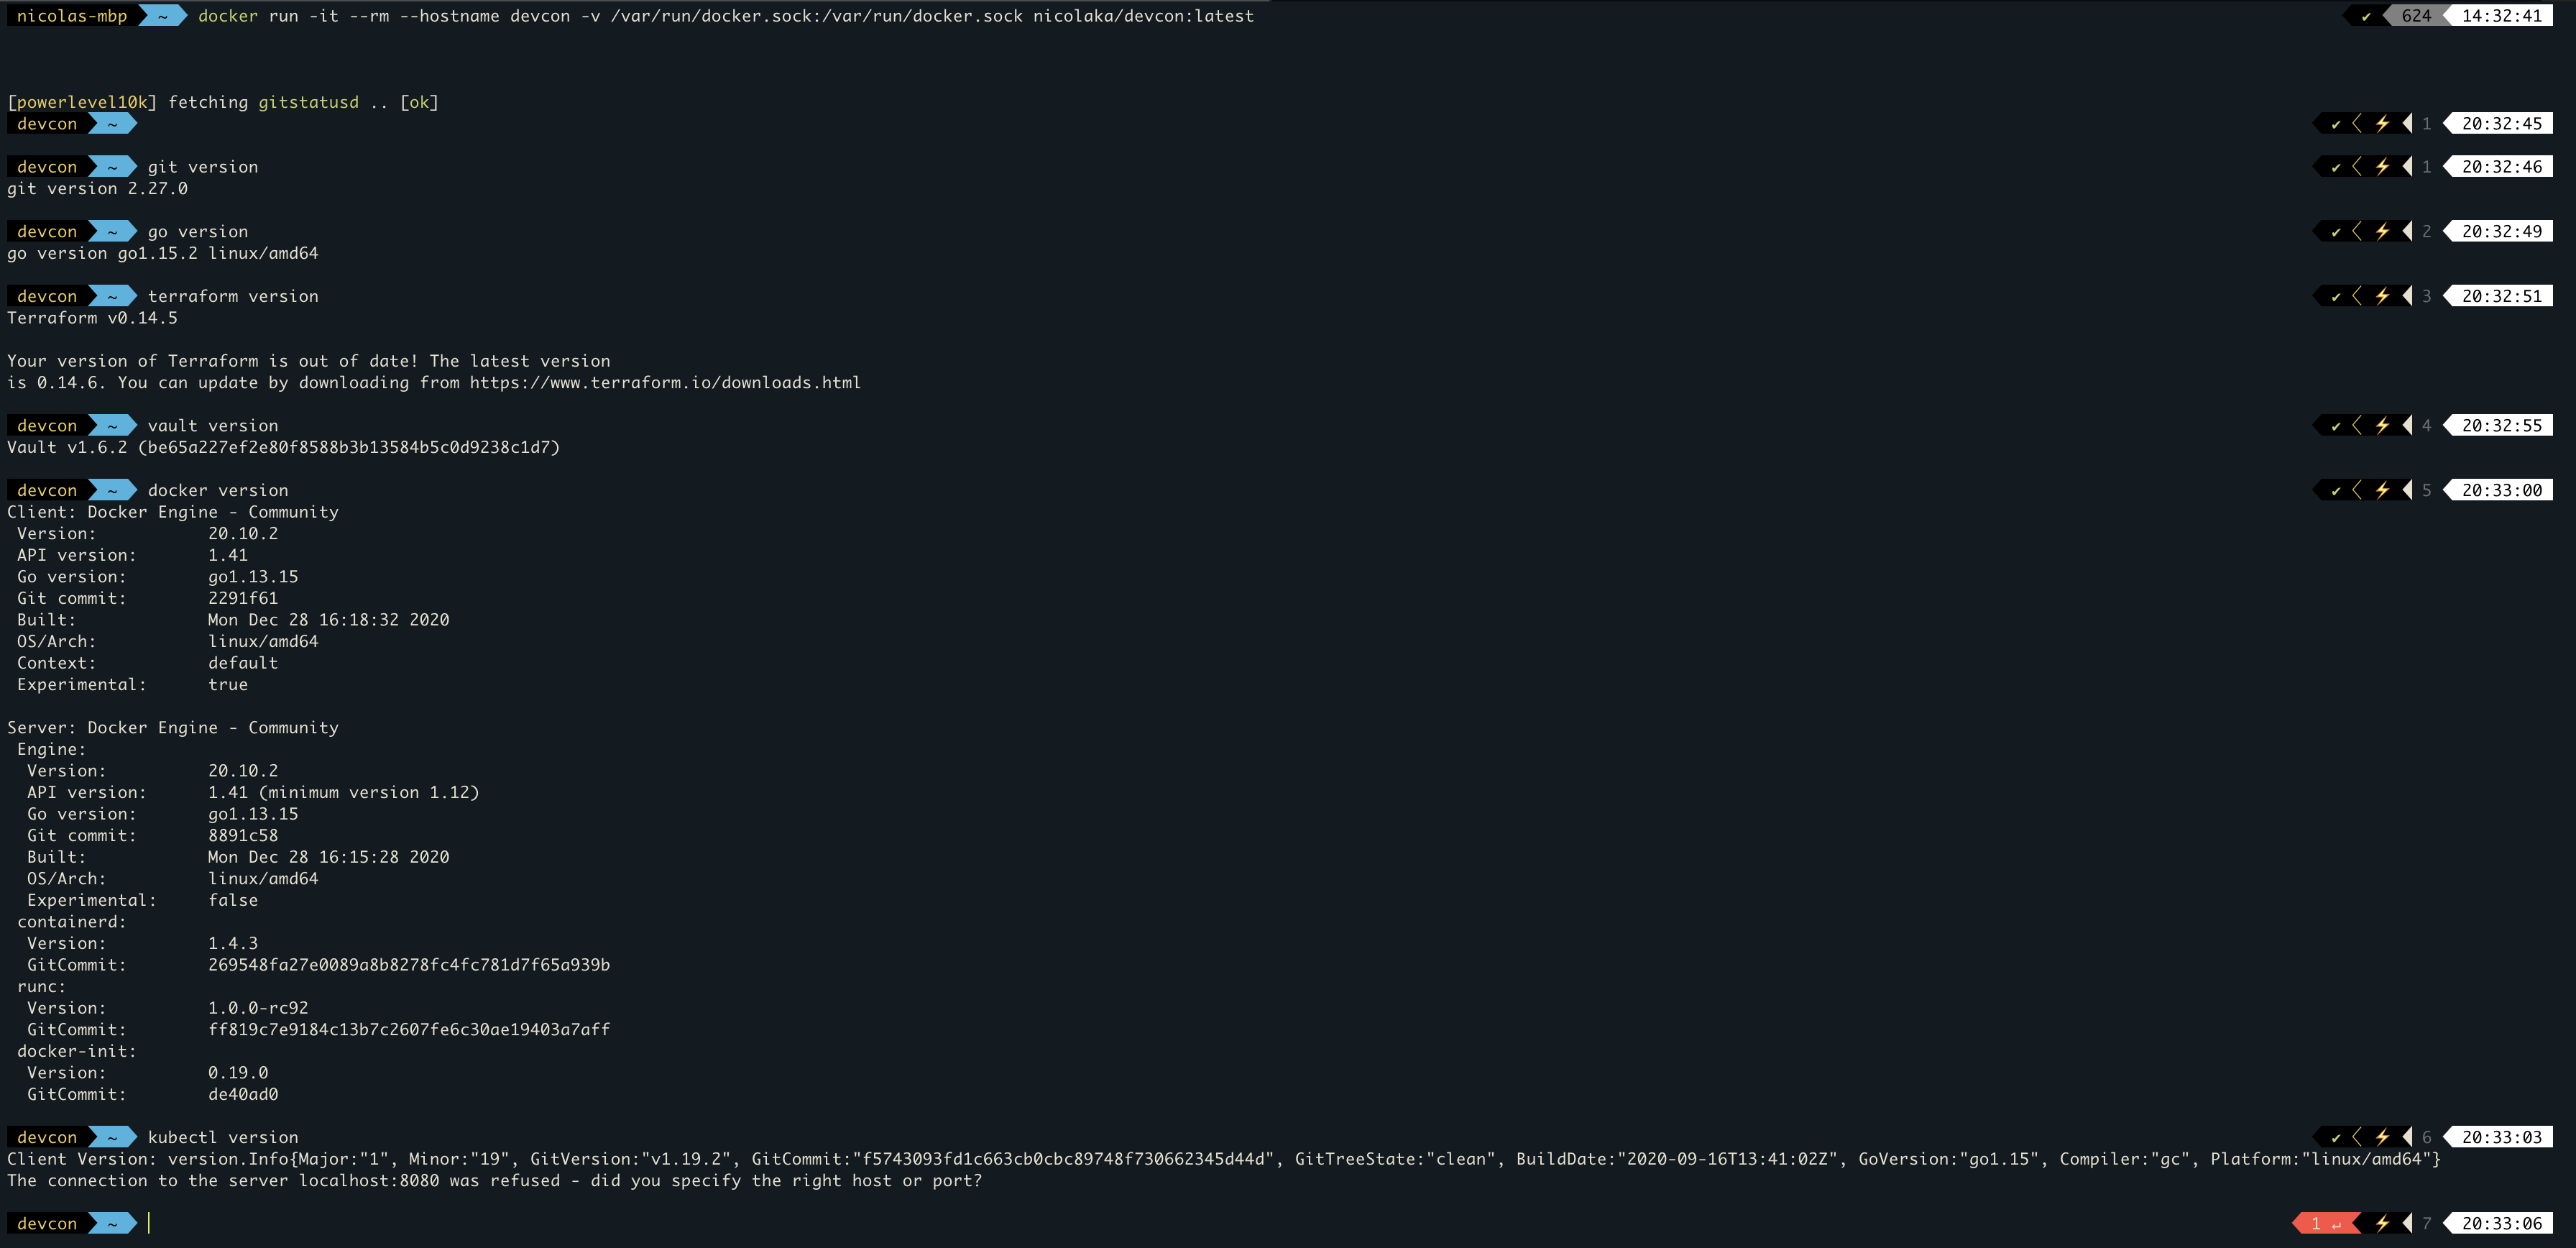 nicolas-mbp ~ docker run -it --rm --hostname devcon -v /var/run/docker.sock:/var/run/docker.sock nicolaka/devcon:latest ✔ 624 14:32:41
[powerlevel10k] fetching gitstatusd .. [ok]
devcon ~ ✔ ⚡ 1 20:32:45
devcon ~ git version ✔ ⚡ 1 20:32:46
git version 2.27.0
devcon ~ go version ✔ ⚡ 2 20:32:49
go version go1.15.2 linux/amd64
devcon ~ terraform version ✔ ⚡ 3 20:32:51
Terraform v0.14.5
Your version of Terraform is out of date! The latest version
is 0.14.6. You can update by downloading from https://www.terraform.io/downloads.html
devcon ~ vault version ✔ ⚡ 4 20:32:55
Vault v1.6.2 (be65a227ef2e80f8588b3b13584b5c0d9238c1d7)
devcon ~ docker version ✔ ⚡ 5 20:33:00
Client: Docker Engine - Community
Version: 20.10.2
API version: 1.41
Go version: go1.13.15
Git commit: 2291f61
Built: Mon Dec 28 16:18:32 2020
OS/Arch: linux/amd64
Context: default
Experimental: true
Server: Docker Engine - Community
Engine:
Version: 20.10.2
API version: 1.41 (minimum version 1.12)
Go version: go1.13.15
Git commit: 8891c58
Built: Mon Dec 28 16:15:28 2020
OS/Arch: linux/amd64
Experimental: false
containerd:
Version: 1.4.3
GitCommit: 269548fa27e0089a8b8278fc4fc781d7f65a939b
runc:
Version: 1.0.0-rc92
GitCommit: ff819c7e9184c13b7c2607fe6c30ae19403a7aff
docker-init:
Version: 0.19.0
GitCommit: de40ad0
devcon ~ kubectl version ✔ ⚡ 6 20:33:03
Client Version: version.Info{Major:"1", Minor:"19", GitVersion:"v1.19.2", GitCommit:"f5743093fd1c663cb0cbc89748f730662345d44d", GitTreeState:"clean", BuildDate:"2020-09-16T13:41:02Z", GoVersion:"go1.15", Compiler:"gc", Platform:"linux/amd64"}
The connection to the server localhost:8080 was refused - did you specify the right host or port?
devcon ~ 1 ↵ ⚡ 7 20:33:06